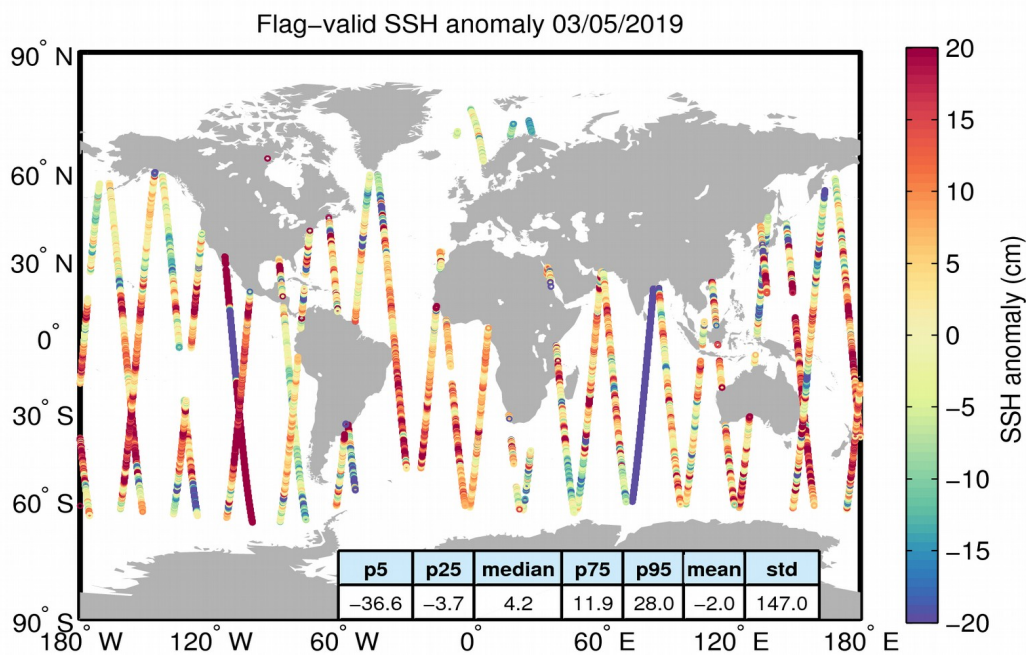 Flag−valid SSH anomaly 03/05/2019
90° N
60° N
30° N
0°
30° S
60° S
90° S
180° W
120° W
60° W
0°
60° E
120° E
180° E
p5 p25 median p75 p95 mean std
−36.6 −3.7 4.2 11.9 28.0 −2.0 147.0
20
15
10
5
0
−5
−10
−15
−20
SSH anomaly (cm)